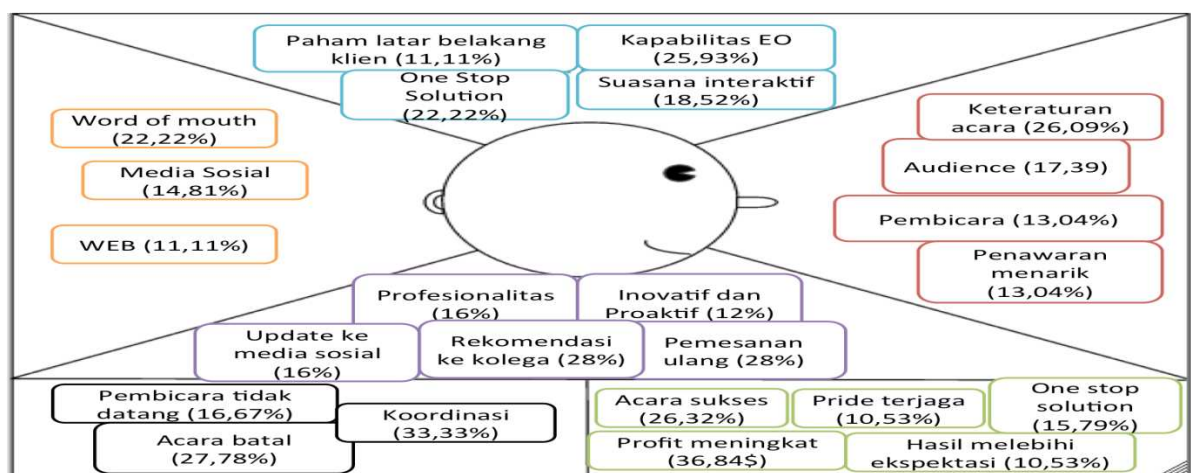 Paham latar belakang
klien (11,11%)
Kapabilitas EO
(25,93%)
One Stop
Solution
(22,22%)
Suasana interaktif
(18,52%)
Word of mouth
(22,22%)
Media Sosial
(14,81%)
WEB (11,11%)
Keteraturan
acara (26,09%)
Audience (17,39)
Pembicara (13,04%)
Penawaran
menarik
(13,04%)
Profesionalitas
(16%)
Inovatif dan
Proaktif (12%)
Update ke
media sosial
(16%)
Rekomendasi
ke kolega (28%)
Pemesanan
ulang (28%)
Pembicara tidak
datang (16,67%)
Koordinasi
(33,33%)
Acara batal
(27,78%)
Acara sukses
(26,32%)
Pride terjaga
(10,53%)
One stop
solution
(15,79%)
Profit meningkat
(36,84$)
Hasil melebihi
ekspektasi (10,53%)